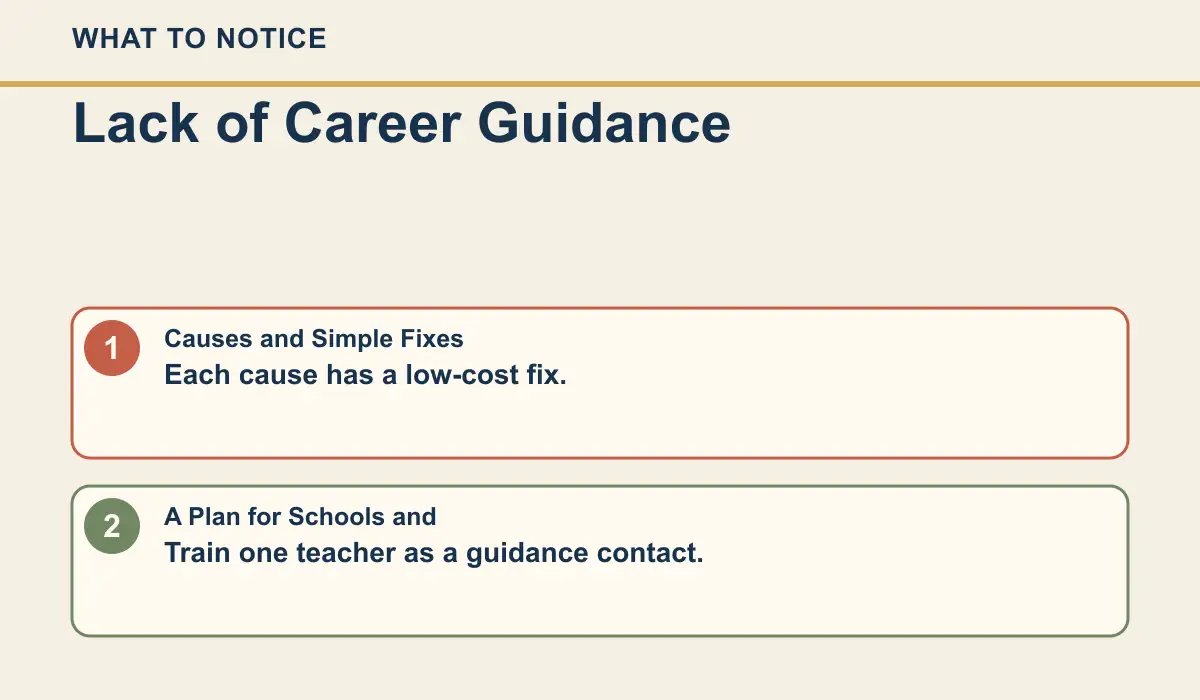 WHAT TO NOTICE
Lack of Career Guidance
1
Causes and Simple Fixes
Each cause has a low-cost fix.
2
A Plan for Schools and
Train one teacher as a guidance contact.